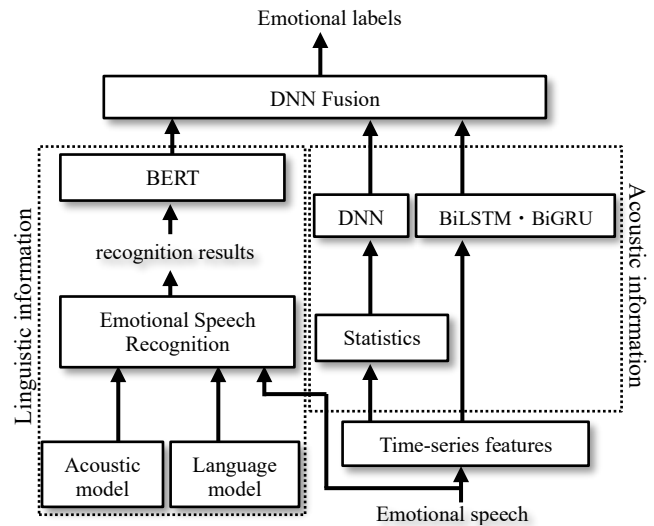 Emotional labels
DNN Fusion
Linguistic information
BERT
recognition results
Emotional Speech
Recognition
Acoustic
model
Language
model
Acoustic information
DNN
BiLSTM・BiGRU
Statistics
Time-series features
Emotional speech